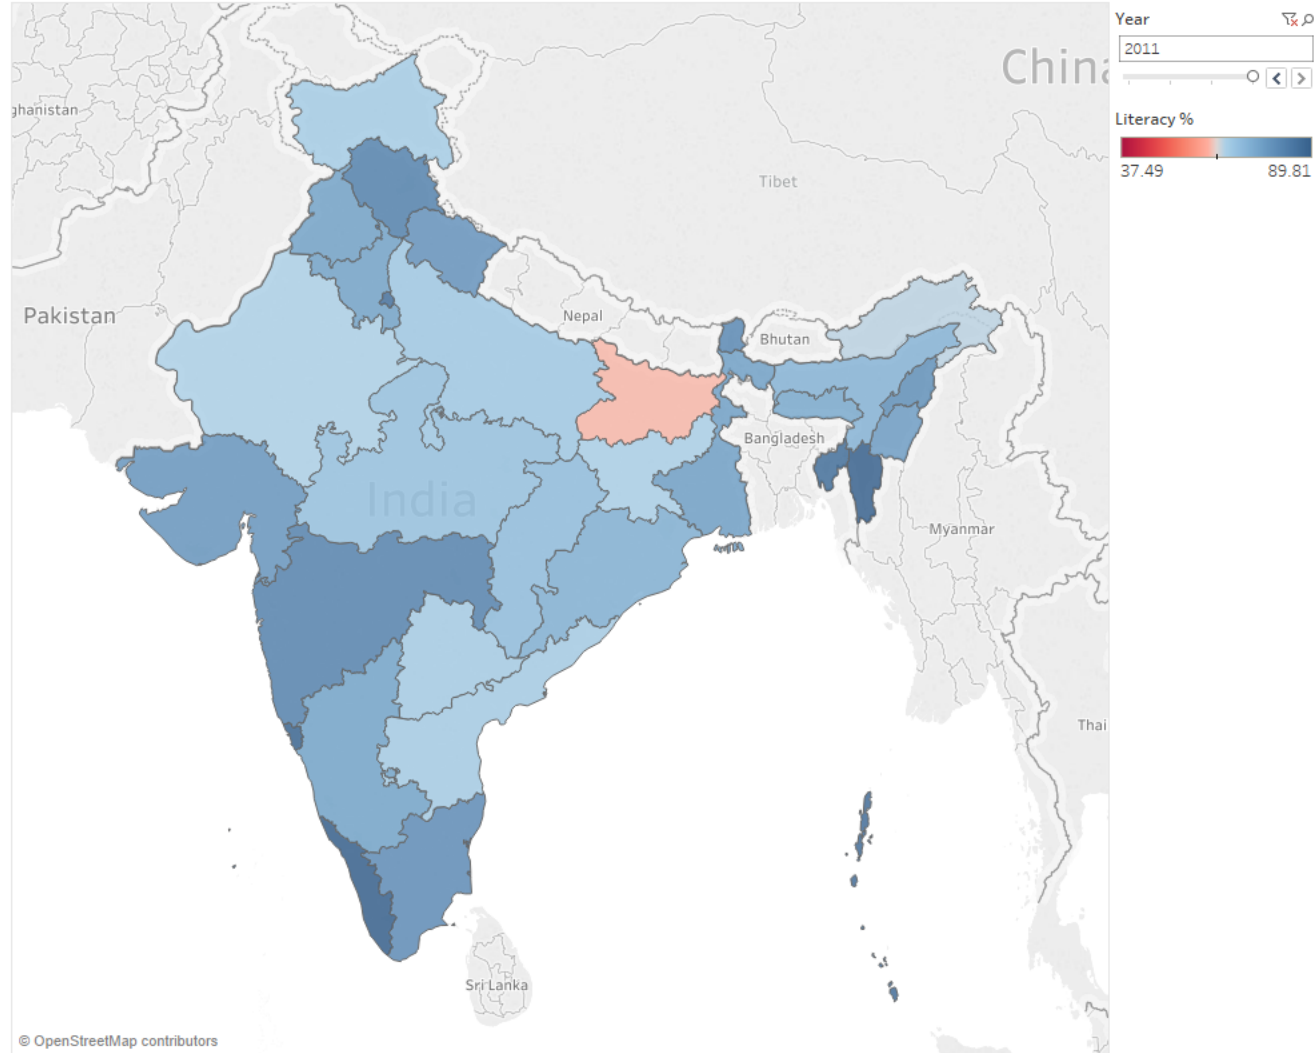 Year
2011
Literacy %
37.49
89.81
China
ghanistan
Tibet
Pakistan
Nepal
Bhutan
Bangladesh
India
Myanmar
Thai
Sri Lanka
© OpenStreetMap contributors